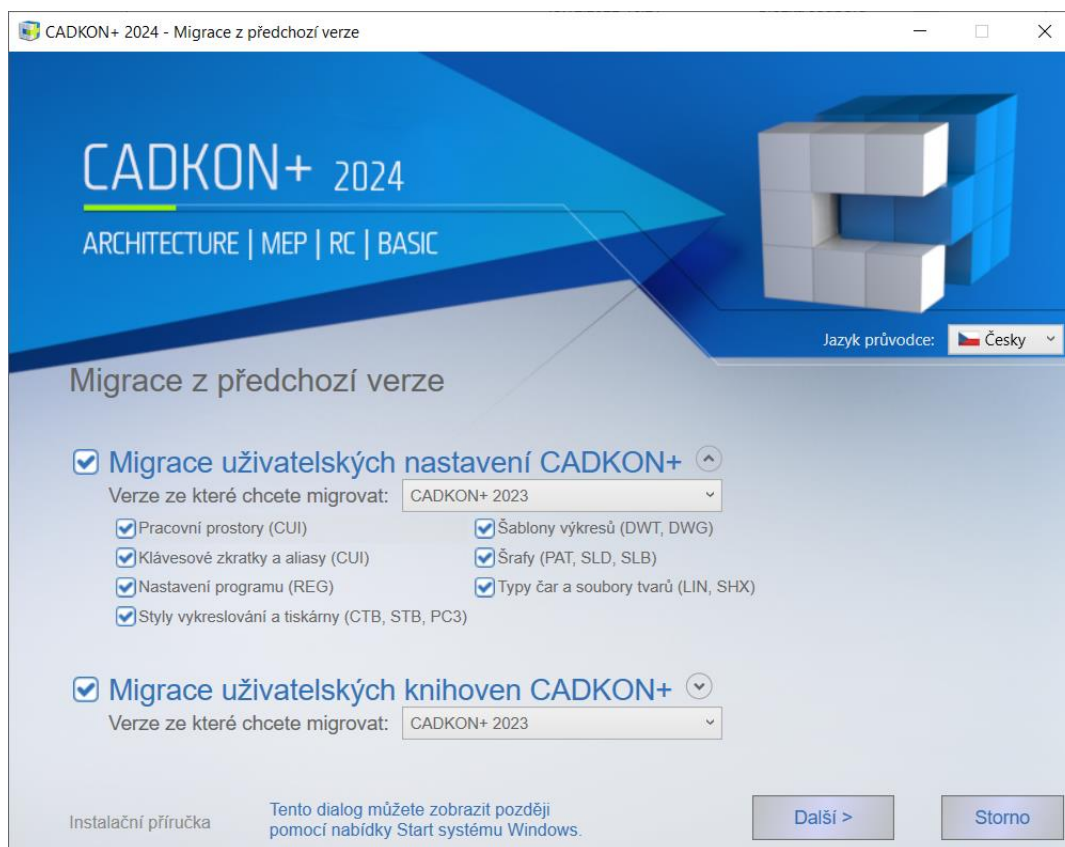 CADKON+ 2024 - Migrace z předchozí verze
CADKON+ 2024
ARCHITECTURE | MEP | RC | BASIC
Jazyk průvodce: Česky
Migrace z předchozí verze
Migrace uživatelských nastavení CADKON+
Verze ze které chcete migrovat: CADKON+ 2023
Pracovní prostory (CUI)
Šablony výkresů (DWT, DWG)
Klávesové zkratky a aliasy (CUI)
Šrafy (PAT, SLD, SLB)
Nastavení programu (REG)
Typy čar a soubory tvarů (LIN, SHX)
Styly vykreslování a tiskárny (CTB, STB, PC3)
Migrace uživatelských knihoven CADKON+
Verze ze které chcete migrovat: CADKON+ 2023
Instalační příručka
Tento dialog můžete zobrazit později
pomocí nabídky Start systému Windows.
Další >
Storno